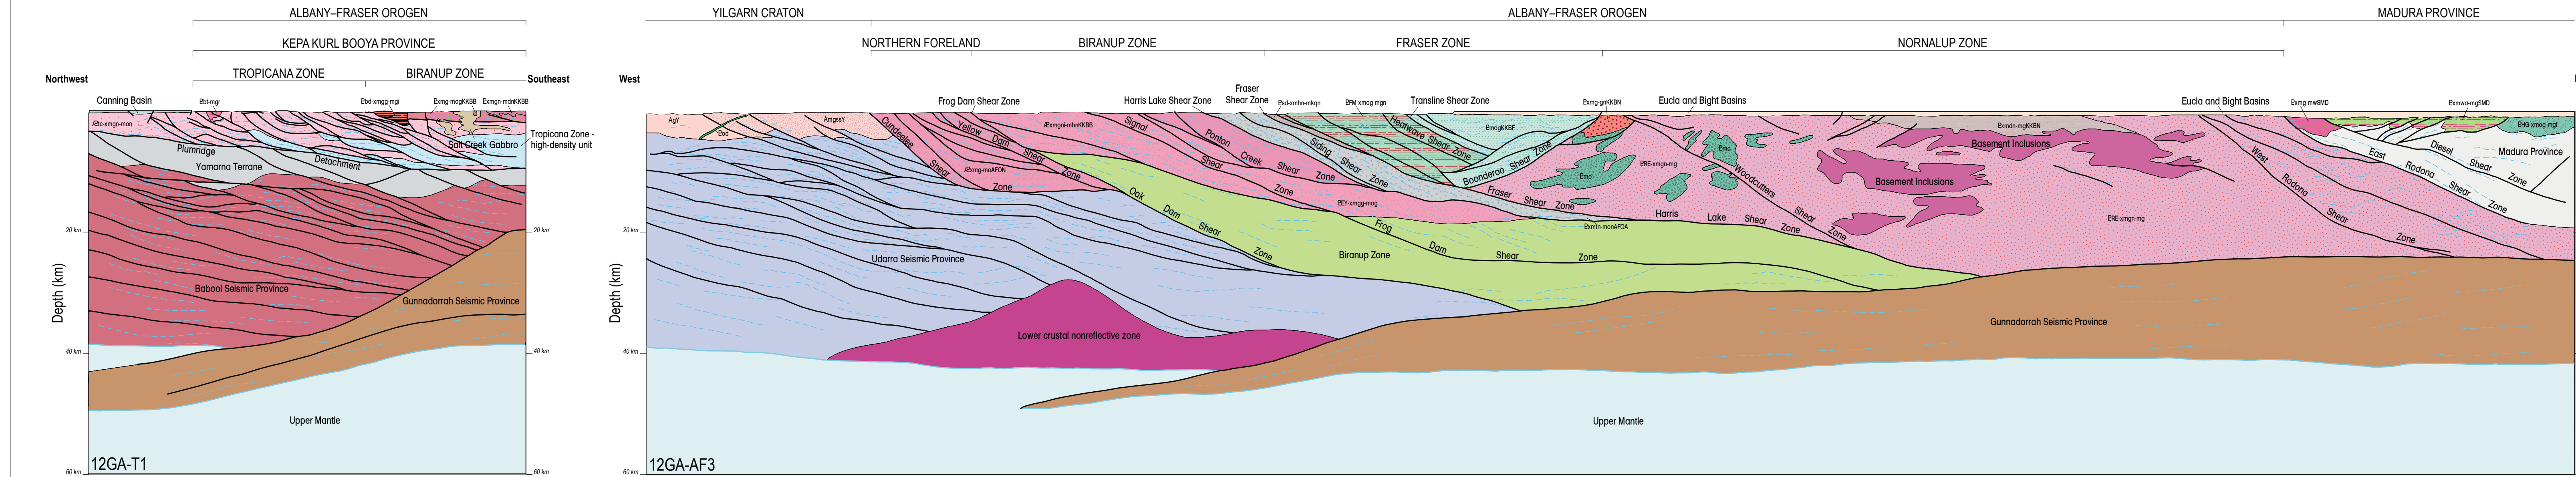 ALBANY–FRASER OROGEN
KEPA KURL BOOYA PROVINCE
TROPICANA ZONE
BIRANUP ZONE
Northwest
Southeast
Canning Basin
Tropicana Zone -
high-density unit
Salt Creek Gabbro
Plumridge
Detachment
Yamarna Terrane
Babool Seismic Province
Gunnadorrah Seismic Province
Upper Mantle
20 km
40 km
60 km
20 km
40 km
60 km
Depth (km)
12GA-T1
YILGARN CRATON
ALBANY–FRASER OROGEN
MADURA PROVINCE
NORTHERN FORELAND
BIRANUP ZONE
FRASER ZONE
NORNALUP ZONE
West
Frog Dam Shear Zone
Harris Lake Shear Zone
Fraser
Shear Zone
Transline Shear Zone
Eucla and Bight Basins
Eucla and Bight Basins
AgY
AmgssY
Cundeelee
Shear
Zone
Yellow
Dam
Shear
Zone
Signal
Shear
Zone
Ponton
Creek
Shear
Zone
Siding
Shear
Zone
Heatwave
Shear
Zone
Boonderoo Shear Zone
Fraser
Shear
Zone
Harris
Lake
Shear
Zone
Woodcutters
Shear
Zone
Oak
Dam
Shear
Zone
Frog
Dam
Shear
Zone
Biranup Zone
Basement Inclusions
Basement Inclusions
West
Rodona
Shear
Zone
East
Rodona
Shear
Zone
Diesel
Shear
Zone
Madura Province
Udarra Seismic Province
Lower crustal nonreflective zone
Gunnadorrah Seismic Province
Upper Mantle
20 km
40 km
60 km
Depth (km)
12GA-AF3